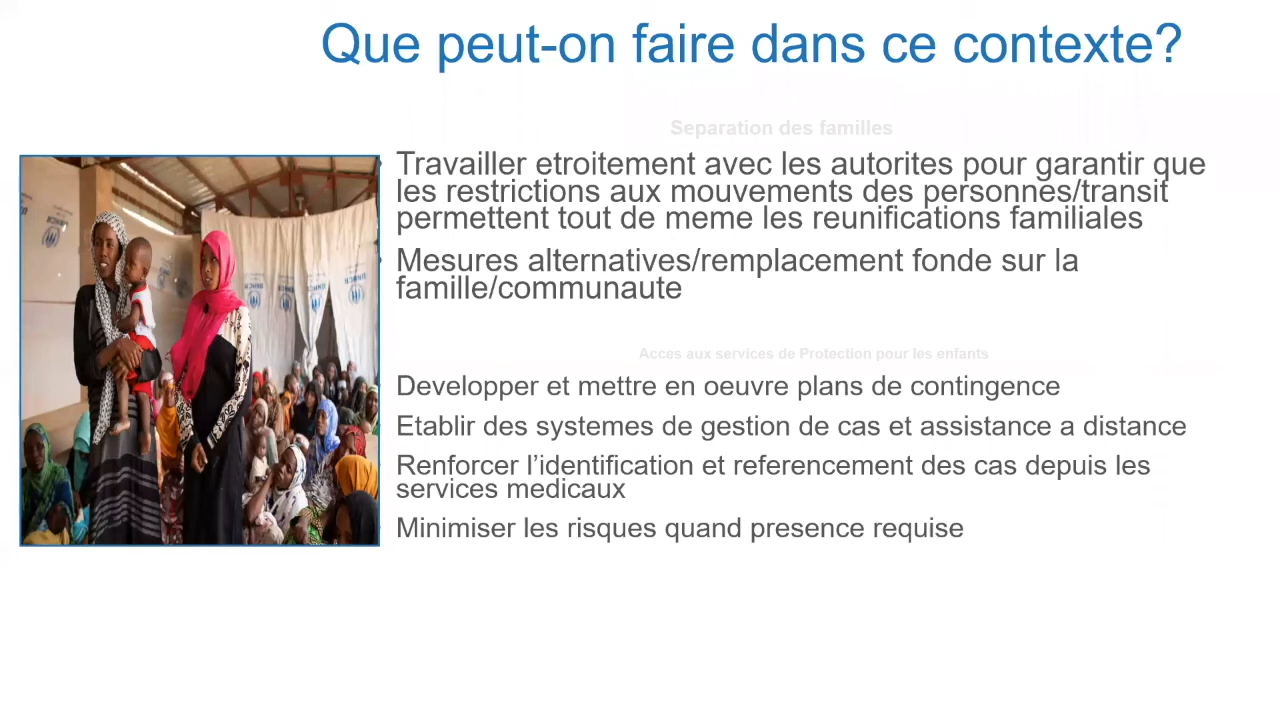 Que peut-on faire dans ce contexte?
Separation des familles
Travailler etroitement avec les autorites pour garantir que
les restrictions aux mouvements des personnes/transit
permettent tout de meme les reunifications familiales
Mesures alternatives/remplacement fonde sur la
famille/communaute
Acces aux services de Protection pour les enfants
Developper et mettre en oeuvre plans de contingence
Etablir des systemes de gestion de cas et assistance a distance
Renforcer l’identification et referencement des cas depuis les
services medicaux
Minimiser les risques quand presence requise